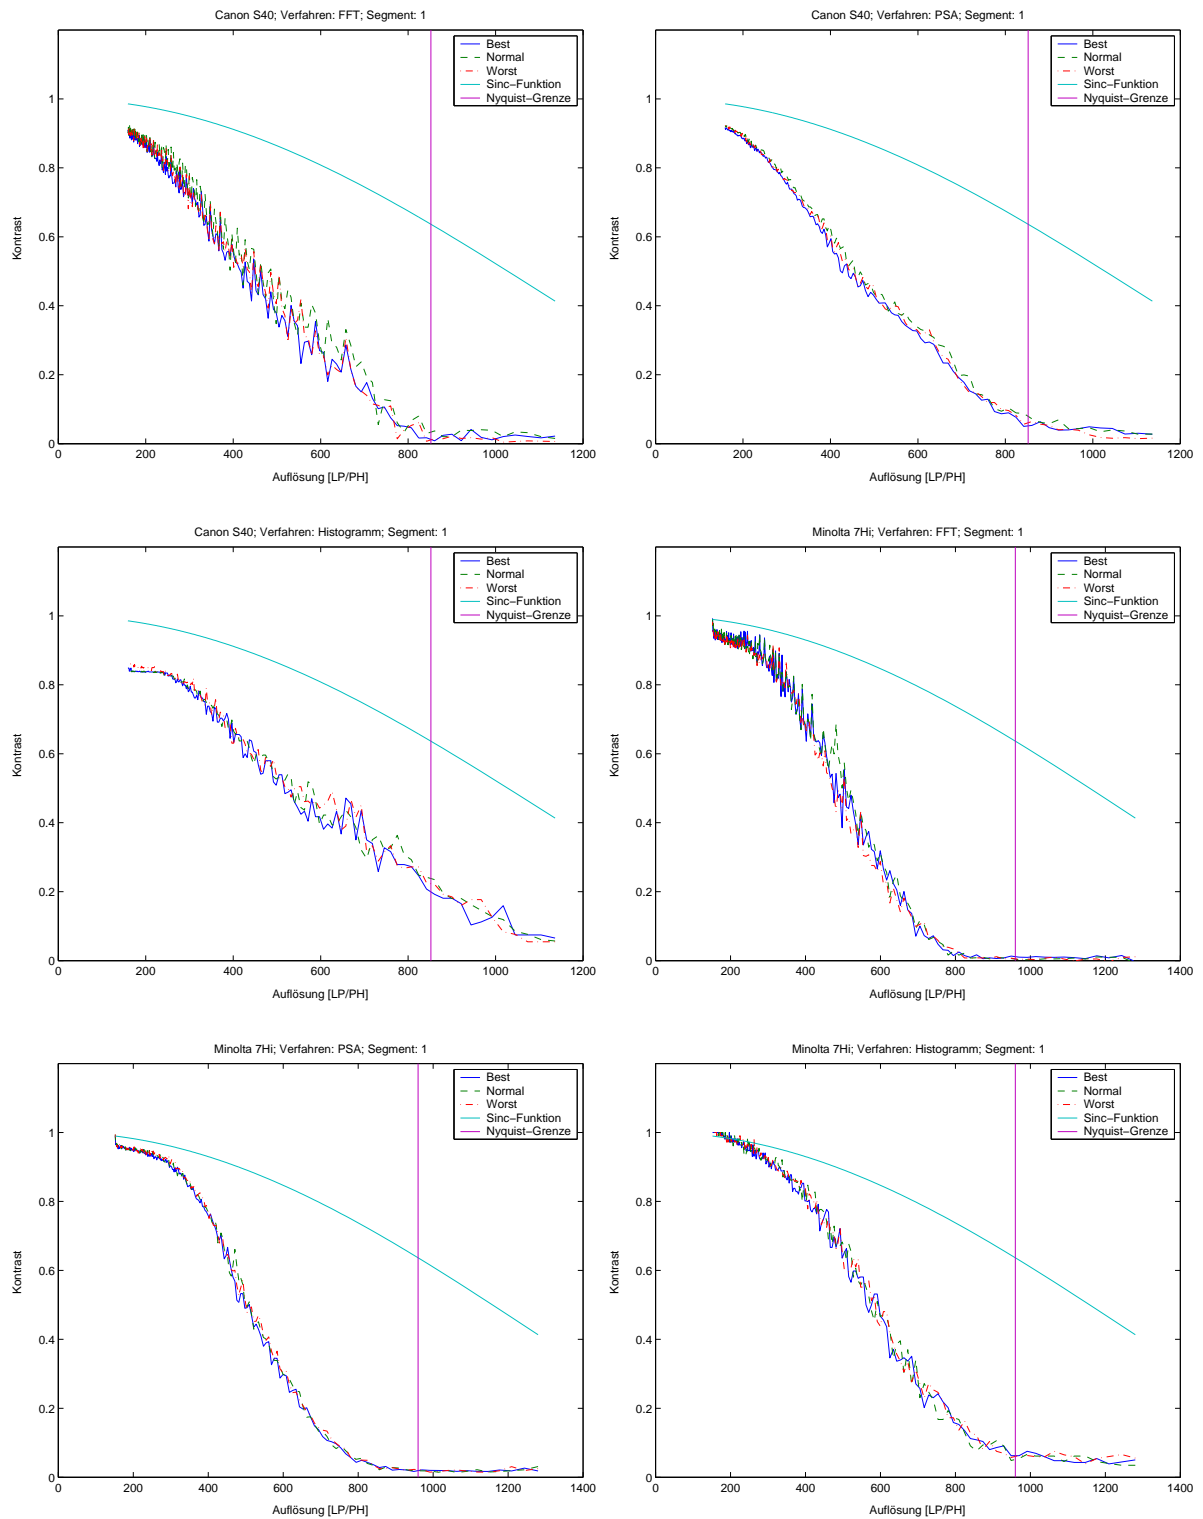 Canon S40; Verfahren: FFT; Segment: 1
Best
Normal
Worst
Sinc−Funktion
Nyquist−Grenze
Kontrast
1
0.8
0.6
0.4
0.2
0
0 200 400 600 800 1000 1200
Auflösung [LP/PH]
Canon S40; Verfahren: PSA; Segment: 1
Best
Normal
Worst
Sinc−Funktion
Nyquist−Grenze
Kontrast
1
0.8
0.6
0.4
0.2
0
0 200 400 600 800 1000 1200
Auflösung [LP/PH]
Canon S40; Verfahren: Histogramm; Segment: 1
Best
Normal
Worst
Sinc−Funktion
Nyquist−Grenze
Kontrast
1
0.8
0.6
0.4
0.2
0
0 200 400 600 800 1000 1200
Auflösung [LP/PH]
Minolta 7Hi; Verfahren: FFT; Segment: 1
Best
Normal
Worst
Sinc−Funktion
Nyquist−Grenze
Kontrast
1
0.8
0.6
0.4
0.2
0
0 200 400 600 800 1000 1200 1400
Auflösung [LP/PH]
Minolta 7Hi; Verfahren: PSA; Segment: 1
Best
Normal
Worst
Sinc−Funktion
Nyquist−Grenze
Kontrast
1
0.8
0.6
0.4
0.2
0
0 200 400 600 800 1000 1200 1400
Auflösung [LP/PH]
Minolta 7Hi; Verfahren: Histogramm; Segment: 1
Best
Normal
Worst
Sinc−Funktion
Nyquist−Grenze
Kontrast
1
0.8
0.6
0.4
0.2
0
0 200 400 600 800 1000 1200 1400
Auflösung [LP/PH]